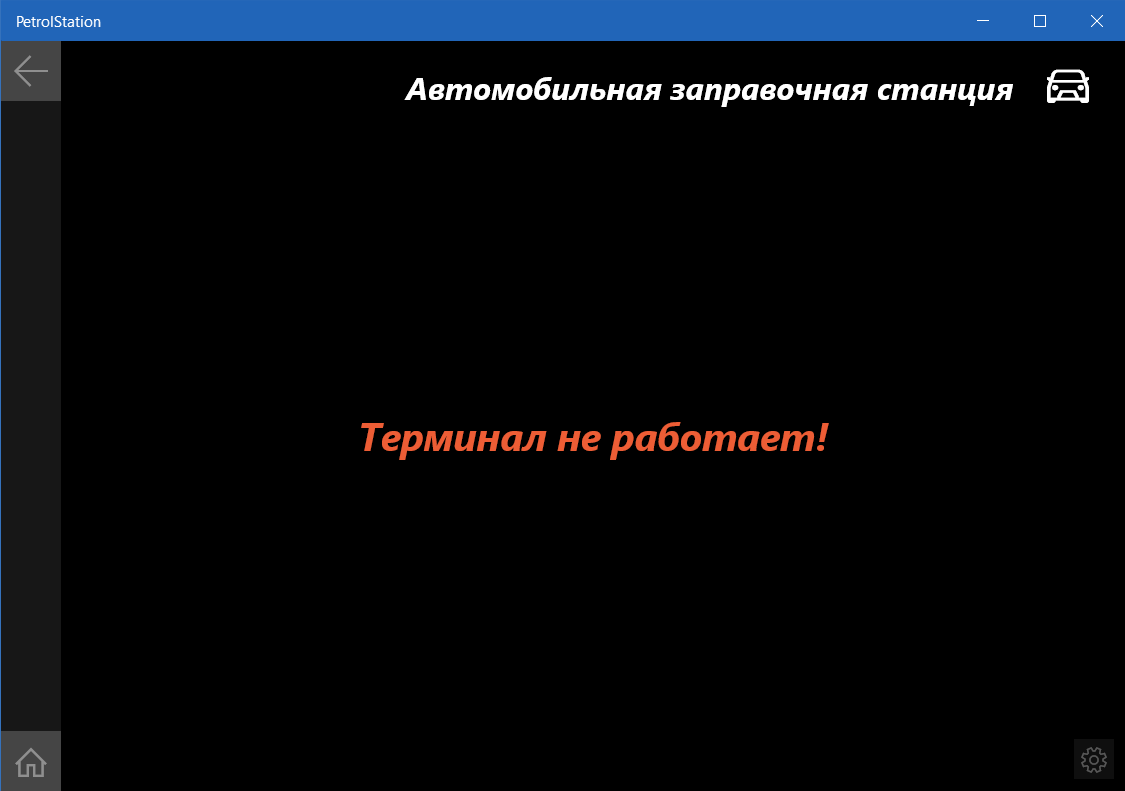 PetrolStation
Автомобильная заправочная станция
Терминал не работает!